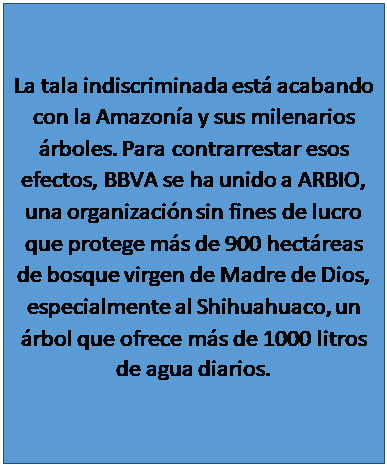 La tala indiscriminada está acabando
con la Amazonía y sus milenarios
árboles. Para contrarrestar esos
efectos, BBVA se ha unido a ARBIO,
una organización sin fines de lucro
que protege más de 900 hectáreas
de bosque virgen de Madre de Dios,
especialmente al Shihuahuaco, un
árbol que ofrece más de 1000 litros
de agua diarios.